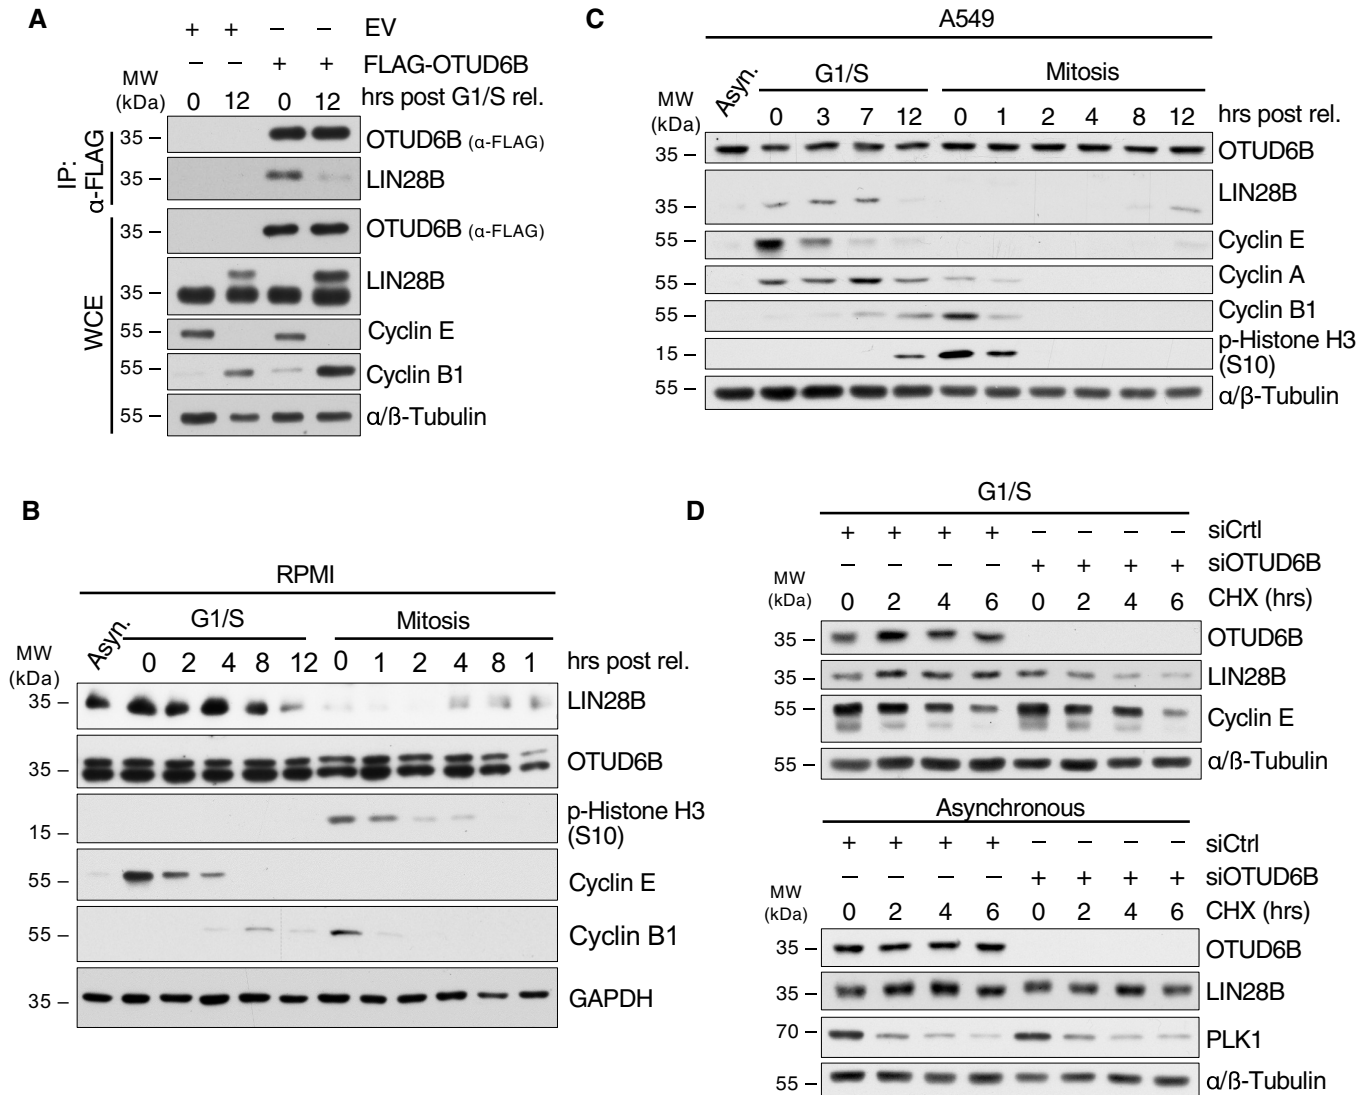 A
+ + – – EV
– – + + FLAG-OTUD6B
MW
(kDa)
0 12 0 12 hrs post G1/S rel.
IP:
α-FLAG
35 – OTUD6B (α-FLAG)
35 – LIN28B
WCE
35 – OTUD6B (α-FLAG)
35 – LIN28B
55 – Cyclin E
55 – Cyclin B1
55 – α/ß-Tubulin
C
A549
Asyn.
G1/S Mitosis
MW
(kDa)
0 3 7 12 0 1 2 4 8 12 hrs post rel.
35 – OTUD6B
35 – LIN28B
55 – Cyclin E
55 – Cyclin A
55 – Cyclin B1
15 – p-Histone H3
(S10)
55 – α/β-Tubulin
B
RPMI
Asyn.
G1/S Mitosis
MW
(kDa)
0 2 4 8 12 0 1 2 4 8 1 hrs post rel.
35 – LIN28B
35 – OTUD6B
15 – p-Histone H3
(S10)
55 – Cyclin E
55 – Cyclin B1
35 – GAPDH
D
G1/S
+ + + + – – – – siCrtl
– – – – + + + + siOTUD6B
MW
(kDa)
0 2 4 6 0 2 4 6 CHX (hrs)
35 – OTUD6B
35 – LIN28B
55 – Cyclin E
55 – α/ß-Tubulin
Asynchronous
+ + + + – – – – siCtrl
– – – – + + + + siOTUD6B
MW
(kDa)
0 2 4 6 0 2 4 6 CHX (hrs)
35 – OTUD6B
35 – LIN28B
70 – PLK1
55 – α/ß-Tubulin